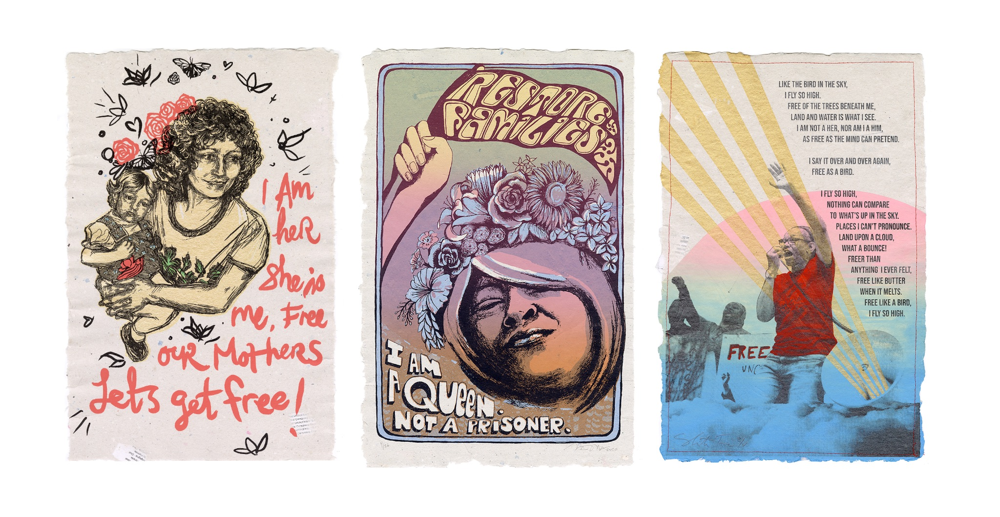 I Am
her
She is
me, Free
our Mothers
Lets get free!
RESTORE
FAMILIES
I AM
A QUEEN.
NOT A PRISONER.
4/26
2020
LIKE THE BIRD IN THE SKY,
I FLY SO HIGH.
FREE OF THE TREES BENEATH ME,
LAND AND WATER IS WHAT I SEE.
I AM NOT A HER, NOR AM I A HIM,
AS FREE AS THE MIND CAN PRETEND.
I SAY IT OVER AND OVER AGAIN,
FREE AS A BIRD.
I FLY SO HIGH,
NOTHING CAN COMPARE
TO WHAT'S UP IN THE SKY.
PLACES I CAN'T PRONOUNCE.
LAND UPON A CLOUD,
WHAT A BOUNCE!
FREER THAN
ANYTHING I EVER FELT,
FREE LIKE BUTTER
WHEN IT MELTS.
FREE LIKE A BIRD,
I FLY SO HIGH.
FREE
UNC